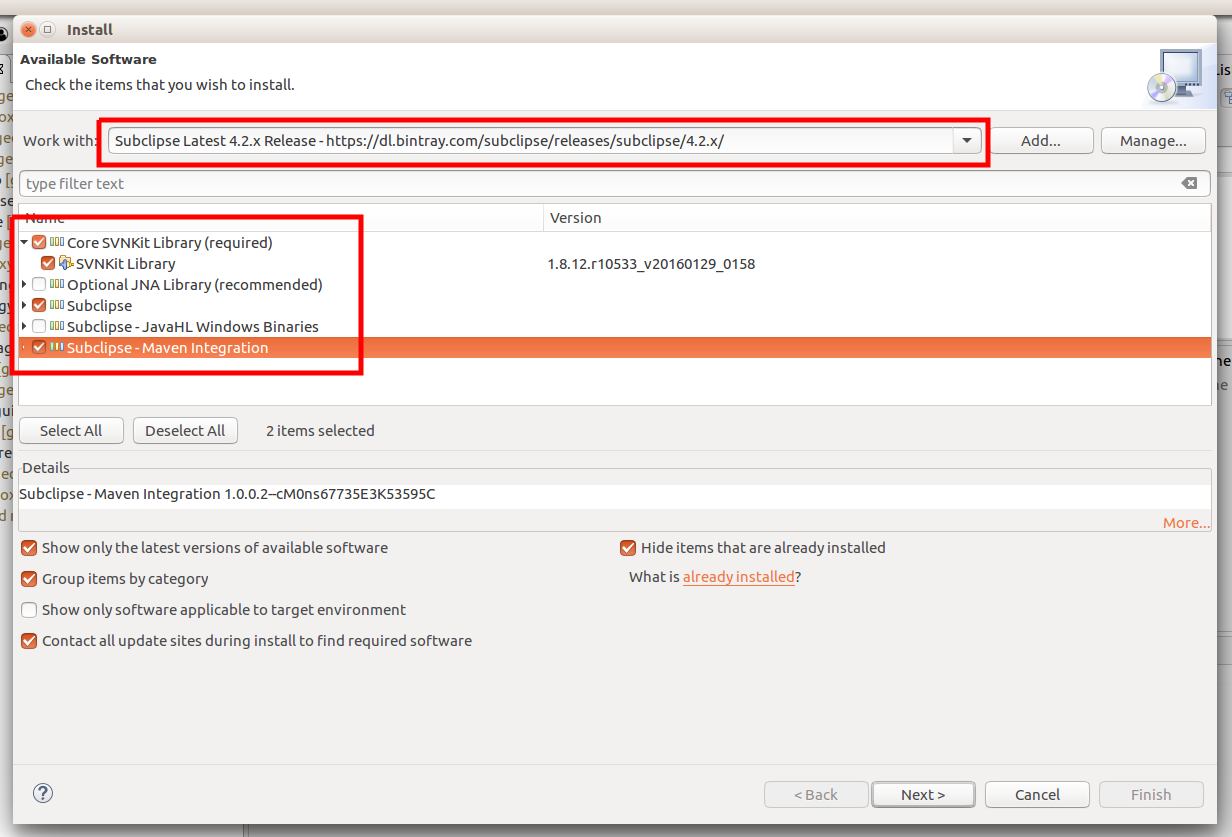 Install
Available Software
Check the items that you wish to install.
Work with: Subclipse Latest 4.2.x Release - https://dl.bintray.com/subclipse/releases/subclipse/4.2.x/ Add... Manage...
type filter text
Name Version
Core SVNKit Library (required)
SVNKit Library 1.8.12.r10533_v20160129_0158
Optional JNA Library (recommended)
Subclipse
Subclipse - JavaHL Windows Binaries
Subclipse - Maven Integration
Select All Deselect All 2 items selected
Details
Subclipse - Maven Integration 1.0.0.2--cM0ns67735E3K53595C
More...
Show only the latest versions of available software Hide items that are already installed
Group items by category What is already installed?
Show only software applicable to target environment
Contact all update sites during install to find required software
? < Back Next > Cancel Finish